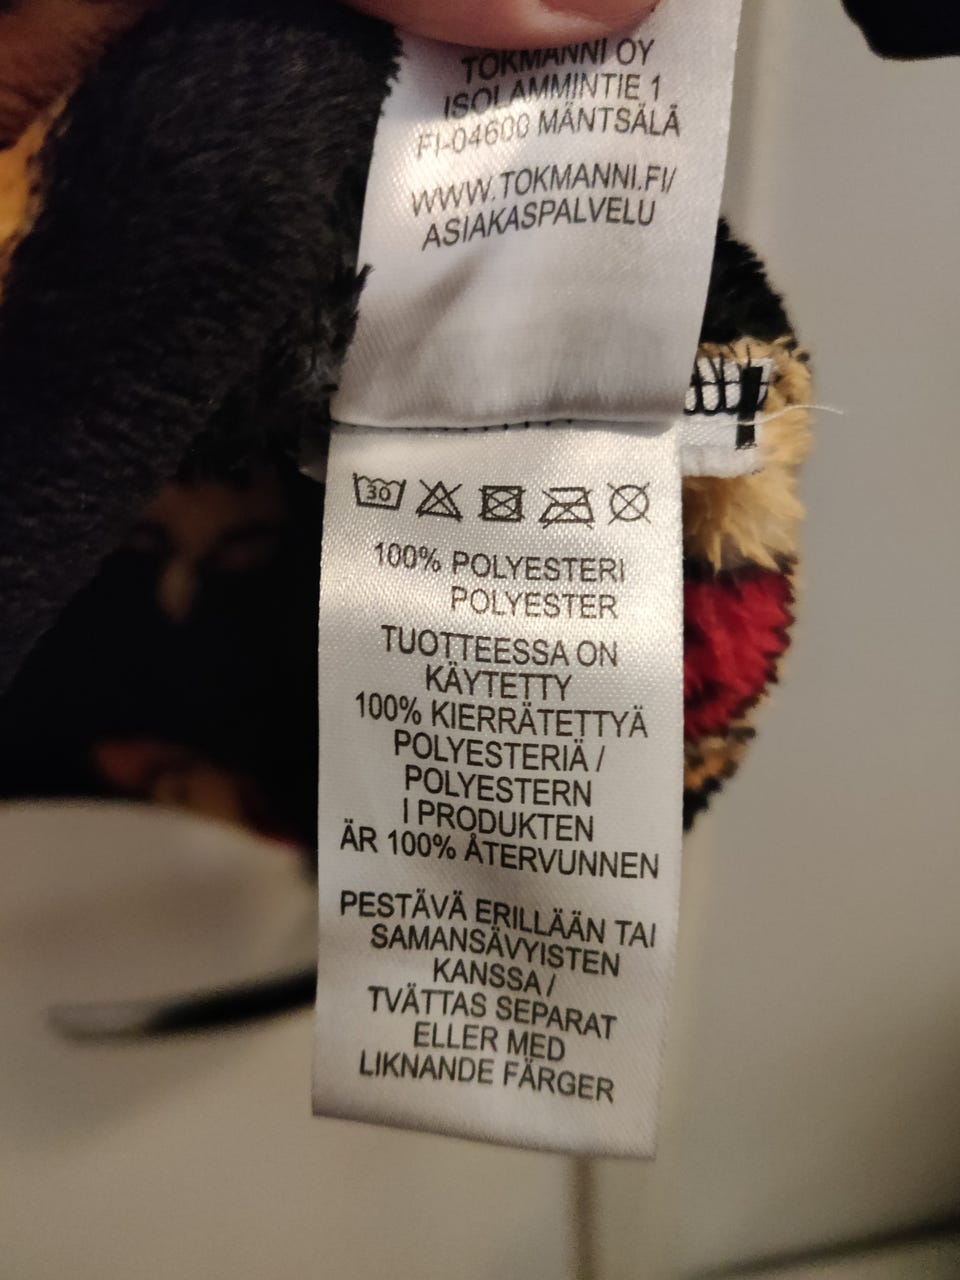 TOKMANNI OY
ISOLAMMINTIE 1
FI-04600 MÄNTSÄLÄ
WWW.TOKMANNI.FI/
ASIAKASPALVELU
30
100% POLYESTERI
POLYESTER
TUOTTEESSA ON
KÄYTETTY
100% KIERRÄTETTYÄ
POLYESTERIÄ /
POLYESTERN
I PRODUKTEN
ÄR 100% ÅTERVUNNEN
PESTÄVÄ ERILLÄÄN TAI
SAMANSÄVYISTEN
KANSSA /
TVÄTTAS SEPARAT
ELLER MED
LIKNANDE FÄRGER